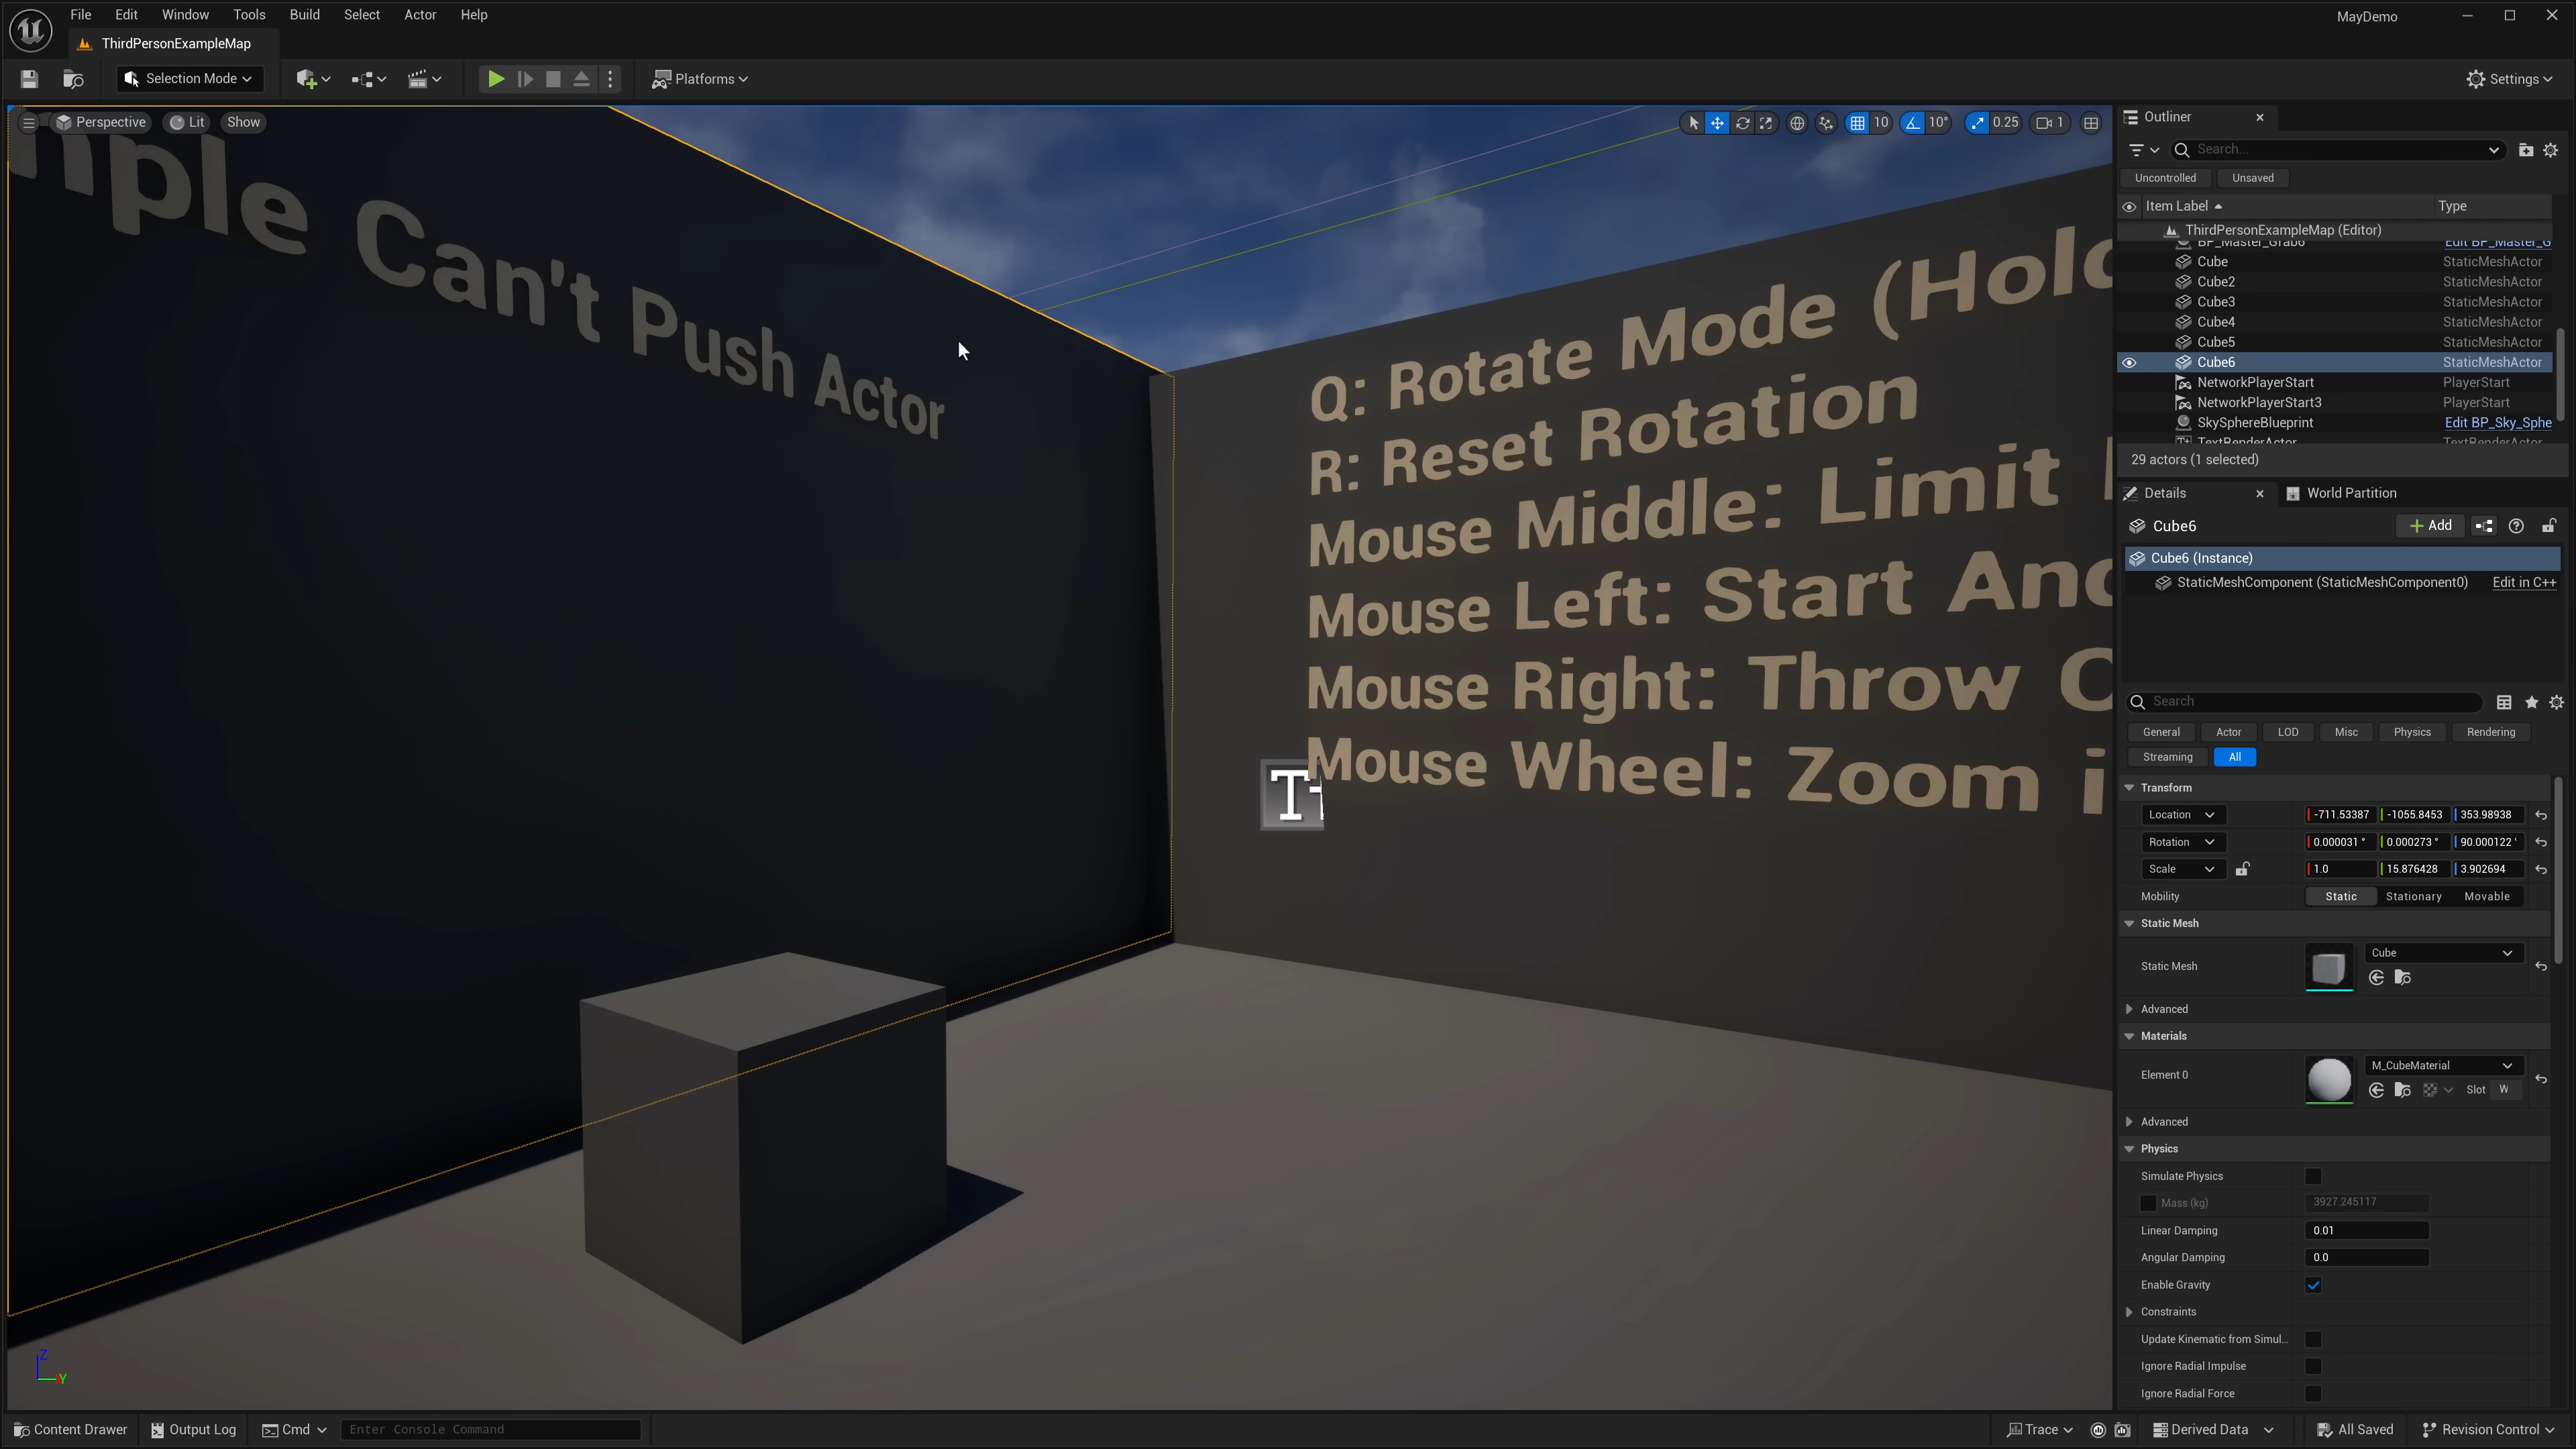 File Edit Window Tools Build Select Actor Help
MayDemo
ThirdPersonExampleMap
Selection Mode
Platforms
Settings
Perspective Lit Show
10 10° 0.25 1
nple Can't Push Actor
Q: Rotate Mode (Hold
R: Reset Rotation
Mouse Middle: Limit
Mouse Left: Start And
Mouse Right: Throw
Mouse Wheel: Zoom i
Outliner
Search...
Uncontrolled Unsaved
Item Label Type
ThirdPersonExampleMap (Editor)
BP_Master_Grab6 Edit BP_Master_G
Cube StaticMeshActor
Cube2 StaticMeshActor
Cube3 StaticMeshActor
Cube4 StaticMeshActor
Cube5 StaticMeshActor
Cube6 StaticMeshActor
NetworkPlayerStart PlayerStart
NetworkPlayerStart3 PlayerStart
SkySphereBlueprint Edit BP_Sky_Sphe
TextRenderActor TextRenderActor
29 actors (1 selected)
Details World Partition
Cube6 Add
Cube6 (Instance)
StaticMeshComponent (StaticMeshComponent0) Edit in C++
Search
General Actor LOD Misc Physics Rendering
Streaming All
Transform
Location -711.53387 -1055.8453 353.98938
Rotation 0.000031 ° 0.000273 ° 90.000122 °
Scale 1.0 15.876428 3.902694
Mobility Static Stationary Movable
Static Mesh
Static Mesh Cube
Advanced
Materials
Element 0 M_CubeMaterial
Slot W
Advanced
Physics
Simulate Physics
Mass (kg) 3927.245117
Linear Damping 0.01
Angular Damping 0.0
Enable Gravity
Constraints
Update Kinematic from Simul...
Ignore Radial Impulse
Ignore Radial Force
Z
Y
Content Drawer Output Log Cmd Enter Console Command Trace Derived Data All Saved Revision Control